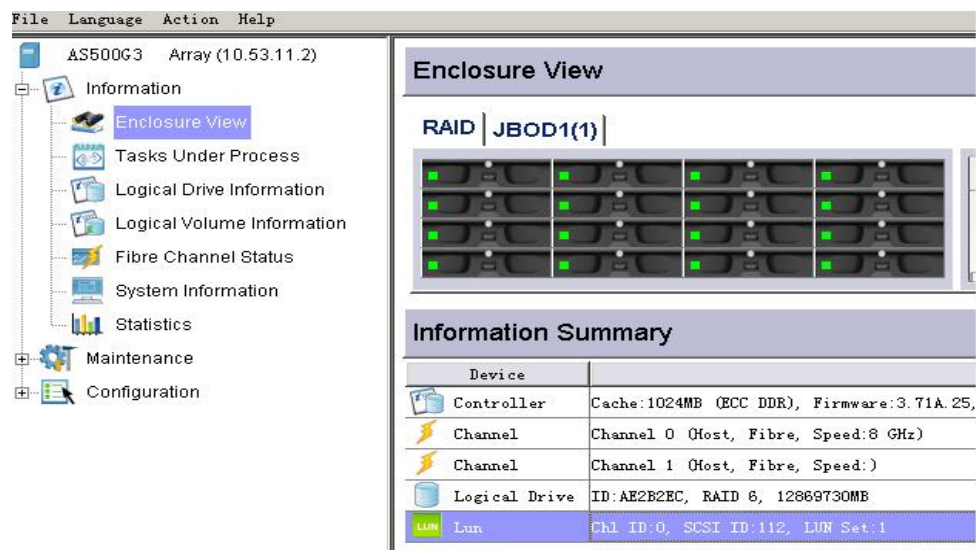 File Language Action Help
AS500G3 Array (10.53.11.2)
Information
Enclosure View
Tasks Under Process
Logical Drive Information
Logical Volume Information
Fibre Channel Status
System Information
Statistics
Maintenance
Configuration
Enclosure View
RAID JBOD1(1)
Information Summary
Device
Controller Cache:1024MB (ECC DDR), Firmware:3.71A.25,
Channel Channel 0 (Host, Fibre, Speed:8 GHz)
Channel Channel 1 (Host, Fibre, Speed:)
Logical Drive ID:AE2B2EC, RAID 6, 12869730MB
LUN Lun Chl ID:0, SCSI ID:112, LUN Set:1